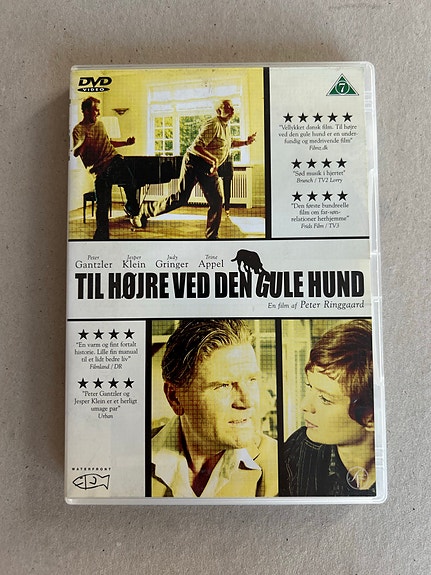 DVD
VIDEO
7
★★★★★
"Vellykket dansk film. Til højre
ved den gule hund er en under-
fundig og medrivende film"
Filmz.dk
★★★★
"Sød musik i hjertet"
Brunch / TV2 Lorry
★★★★
"Den første hundreelle
film om far-søn-
relationer herhjemme"
Frids Film / TV3
Peter Jesper Judy Trine
Gantzler Klein Gringer Appel
TIL HØJRE VED DEN GULE HUND
En film af Peter Ringgaard
★★★★
"En varm og fint fortalt
historie. Lille fin manual
til et lidt bedre liv"
Filmland / DR
★★★★
"Peter Gantzler og
Jesper Klein er et herligt
umage par"
Urban
WATERFRONT